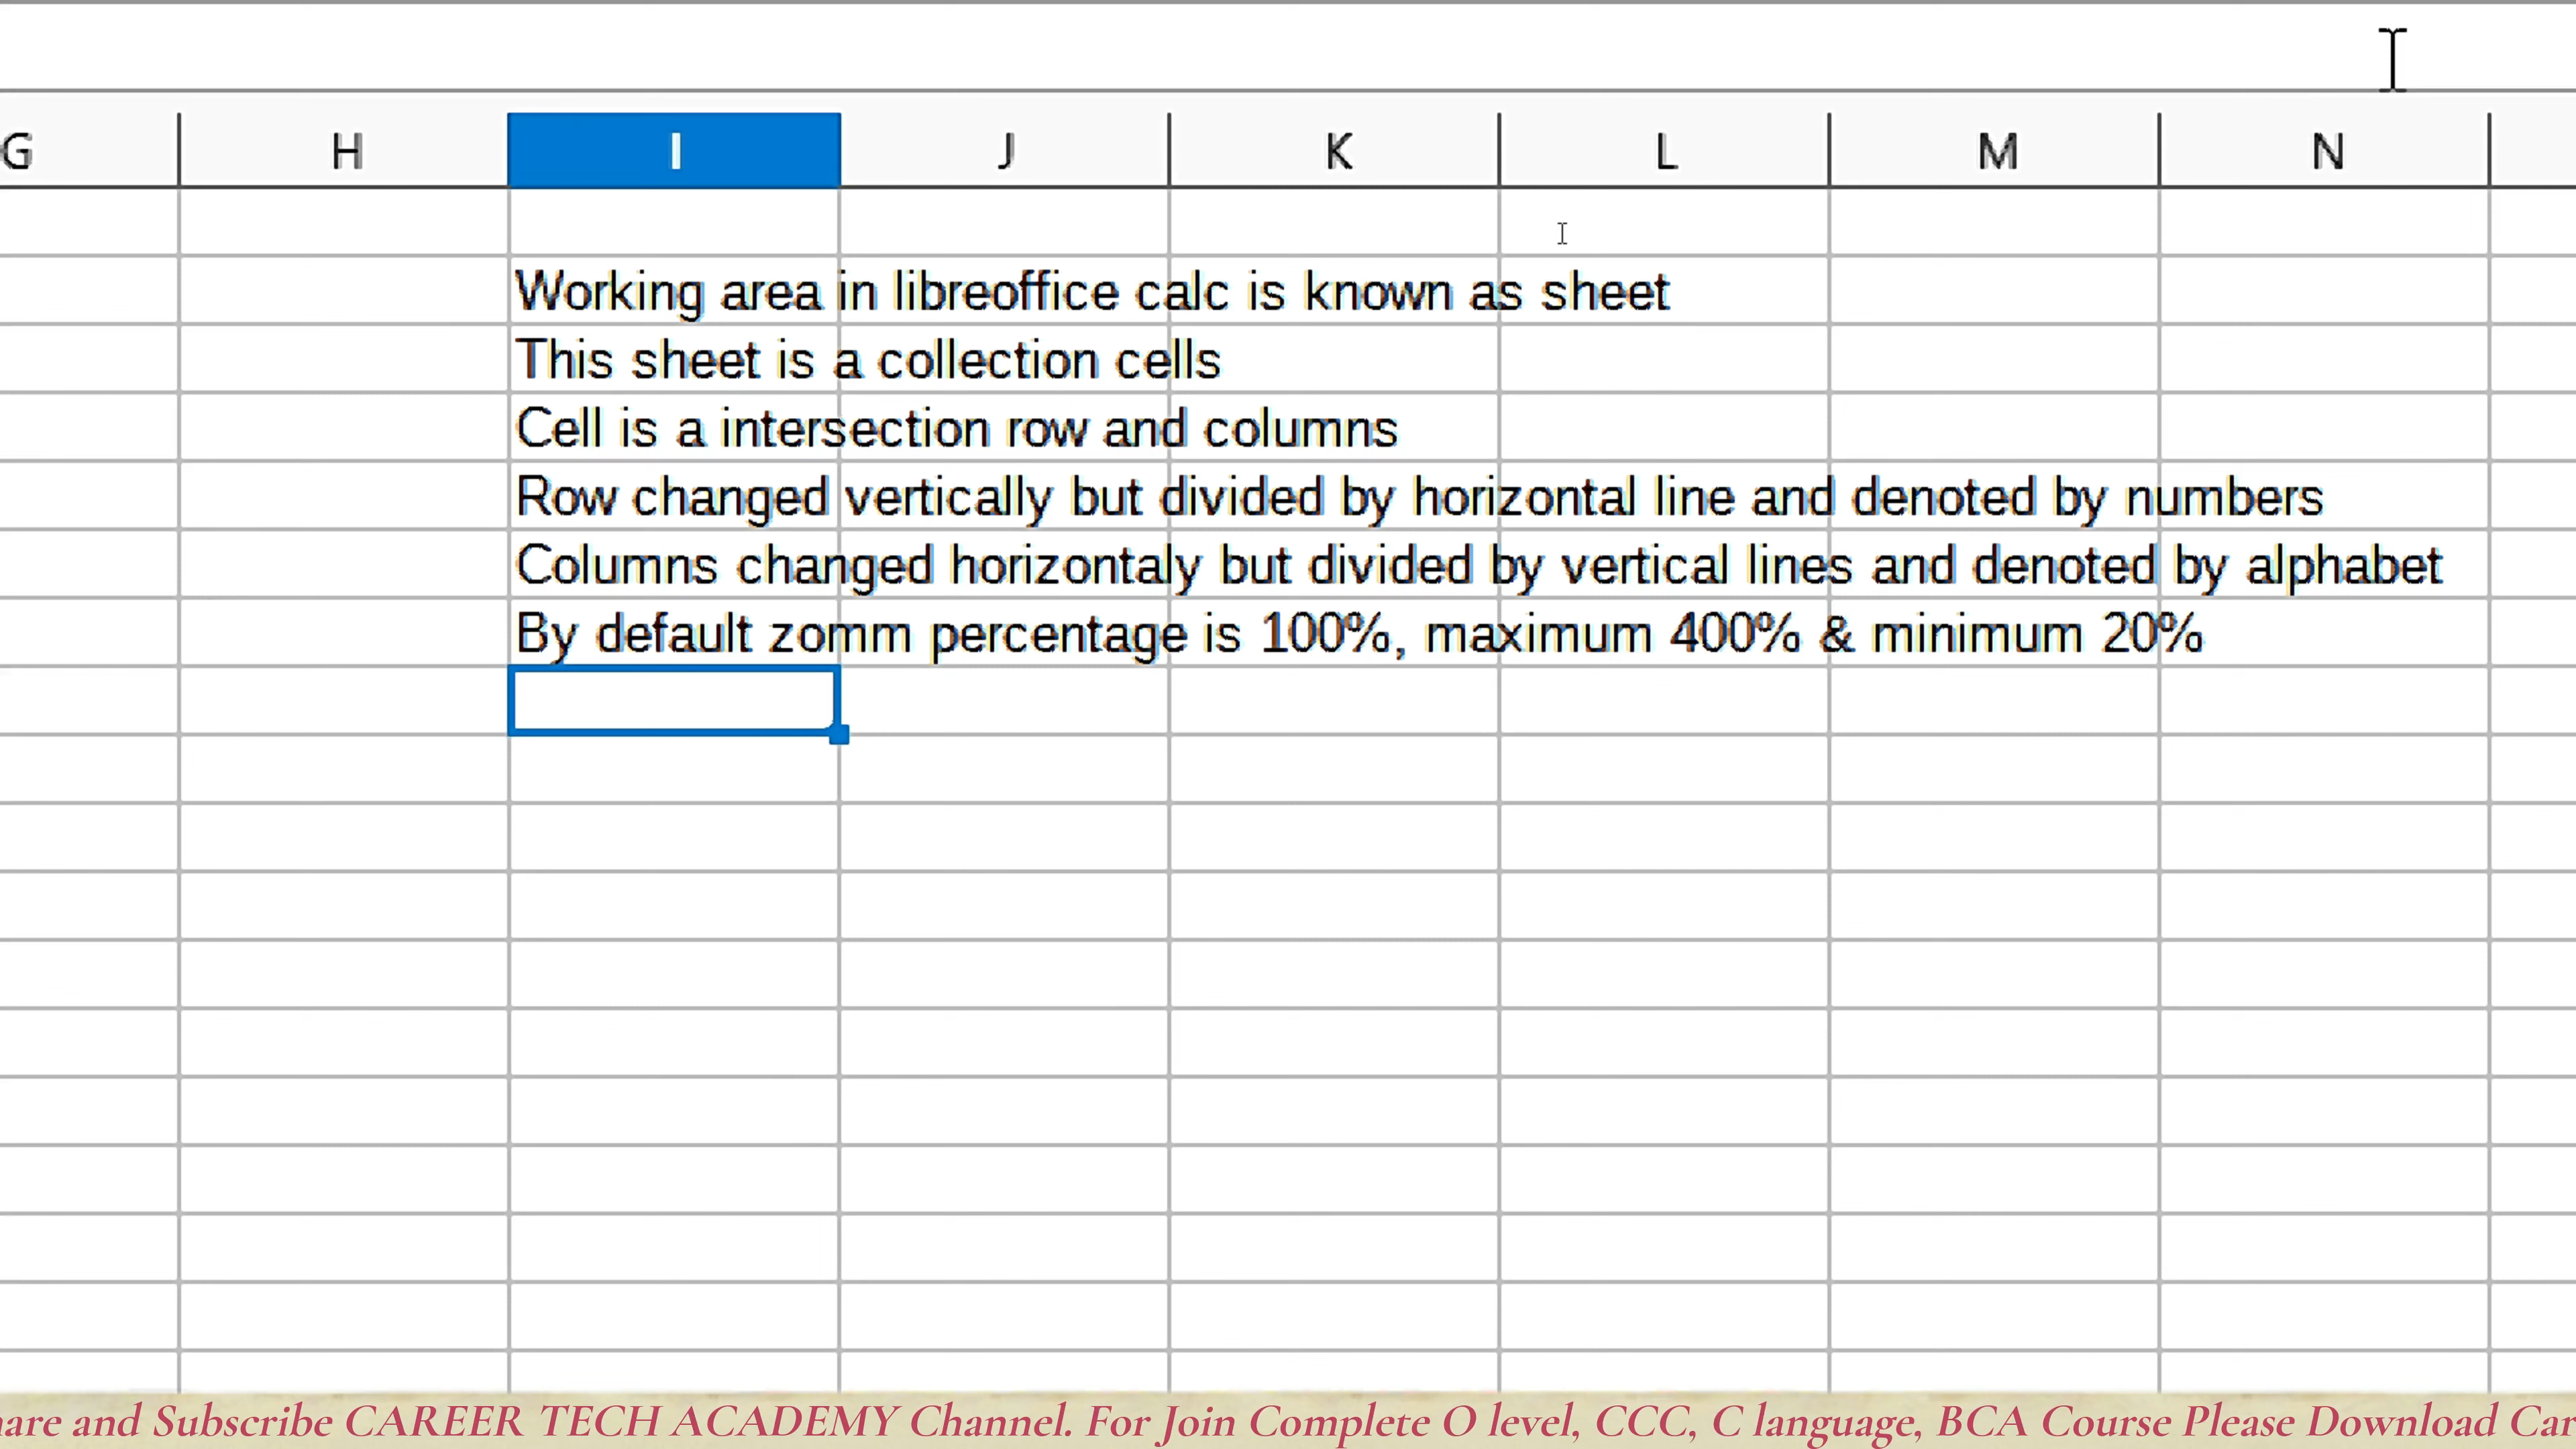 G H I J K L M N
Working area in libreoffice calc is known as sheet
This sheet is a collection cells
Cell is a intersection row and columns
Row changed vertically but divided by horizontal line and denoted by numbers
Columns changed horizontaly but divided by vertical lines and denoted by alphabet
By default zomm percentage is 100%, maximum 400% & minimum 20%
and Subscribe CAREER TECH ACADEMY Channel. For Join Complete O level, CCC, C language, BCA Course Please Download